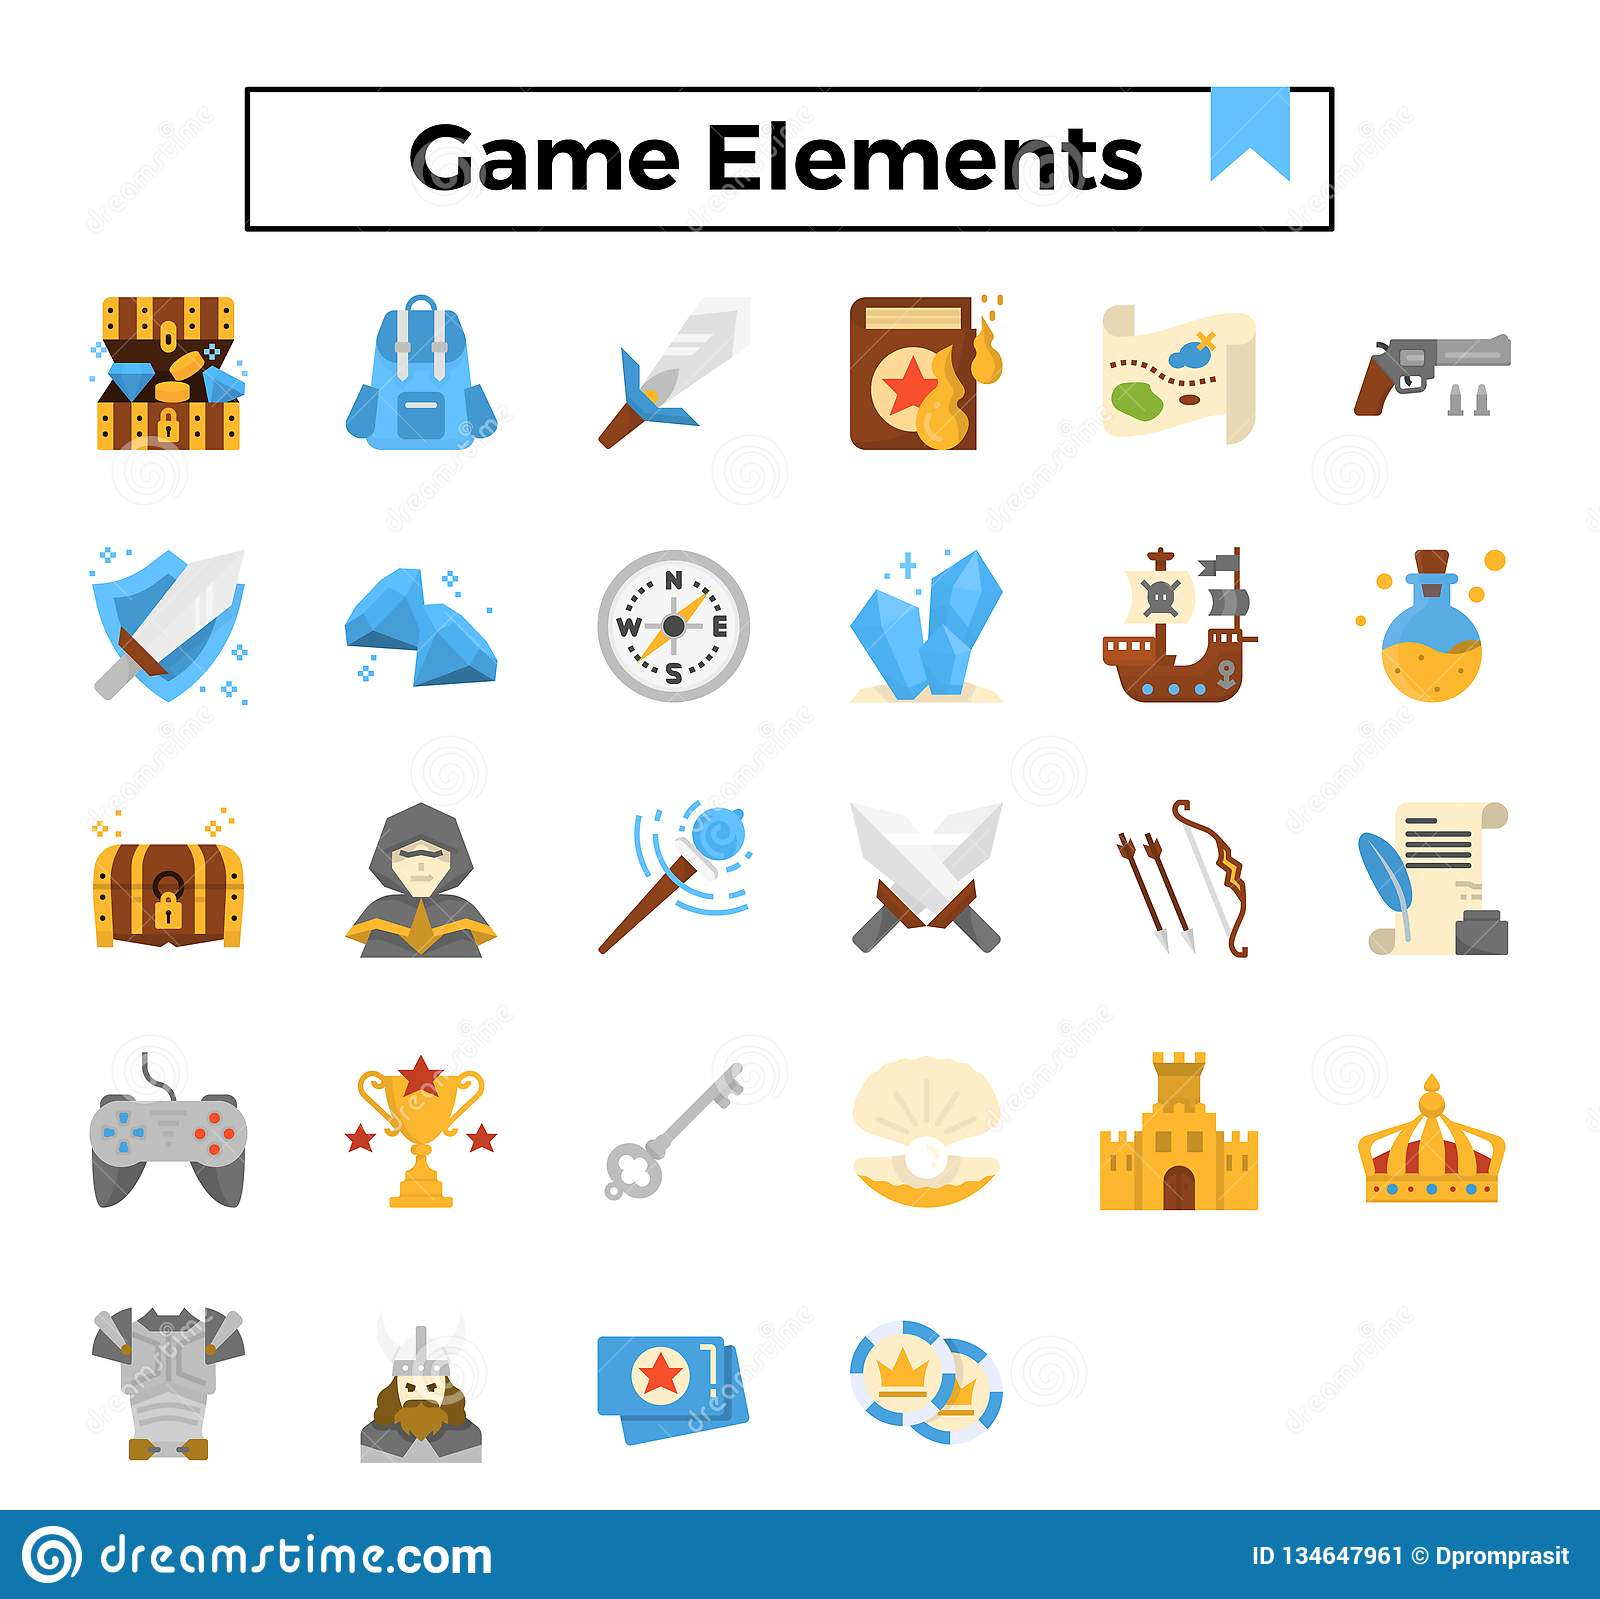 Game Elements
N
W E
S
dreamstime.com
ID 134647961 © Dpromprasit